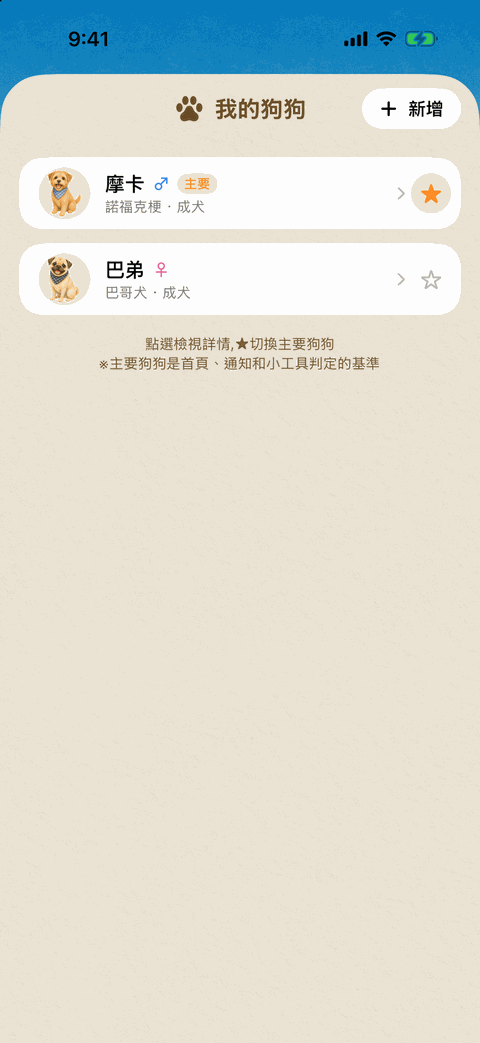 9:41
我的狗狗
+ 新增
摩卡 ♂ 主要
諾福克梗 · 成犬
巴弟 ♀
巴哥犬 · 成犬
點選檢視詳情,★切換主要狗狗
※主要狗狗是首頁、通知和小工具判定的基準